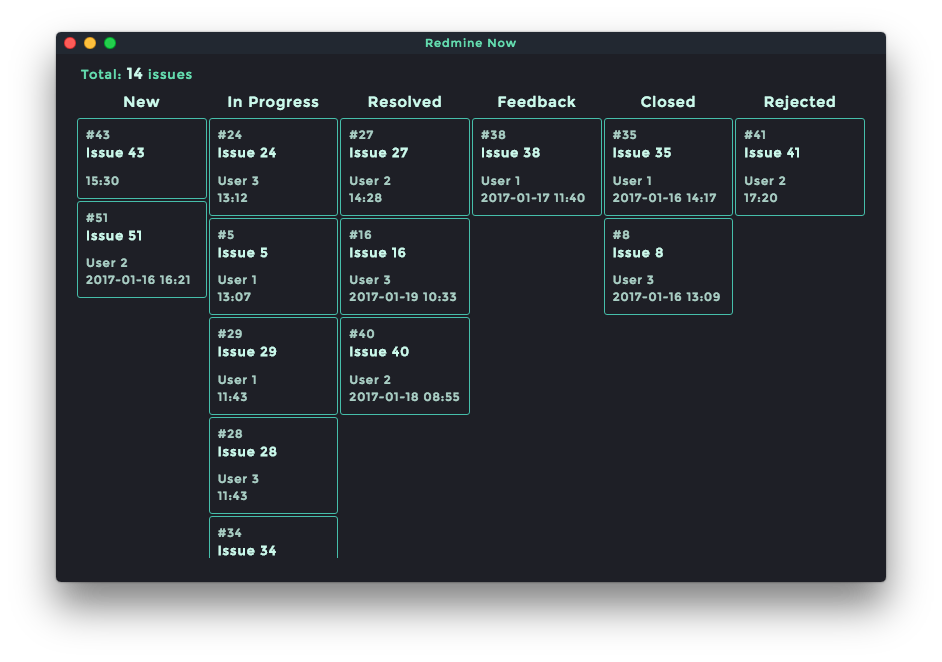 Redmine Now
Total: 14 issues
New
#43
Issue 43
15:30
#51
Issue 51
User 2
2017-01-16 16:21
In Progress
#24
Issue 24
User 3
13:12
#5
Issue 5
User 1
13:07
#29
Issue 29
User 1
11:43
#28
Issue 28
User 3
11:43
#34
Issue 34
Resolved
#27
Issue 27
User 2
14:28
#16
Issue 16
User 3
2017-01-19 10:33
#40
Issue 40
User 2
2017-01-18 08:55
Feedback
#38
Issue 38
User 1
2017-01-17 11:40
Closed
#35
Issue 35
User 1
2017-01-16 14:17
#8
Issue 8
User 3
2017-01-16 13:09
Rejected
#41
Issue 41
User 2
17:20